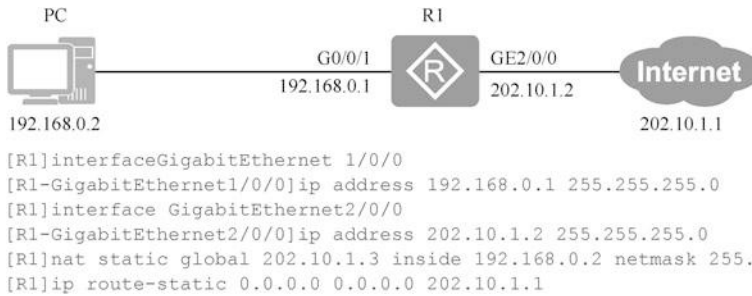 PC R1
G0/0/1 GE2/0/0
R Internet
192.168.0.1 202.10.1.2
192.168.0.2 202.10.1.1
[R1]interfaceGigabitEthernet 1/0/0
[R1-GigabitEthernet1/0/0]ip address 192.168.0.1 255.255.255.0
[R1]interface GigabitEthernet2/0/0
[R1-GigabitEthernet2/0/0]ip address 202.10.1.2 255.255.255.0
[R1]nat static global 202.10.1.3 inside 192.168.0.2 netmask 255.
[R1]ip route-static 0.0.0.0 0.0.0.0 202.10.1.1